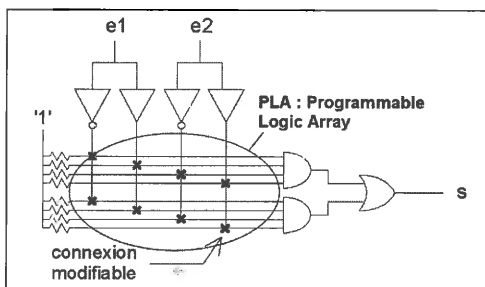 e1 e2
PLA : Programmable
Logic Array
'1'
S
connexion
modifiable